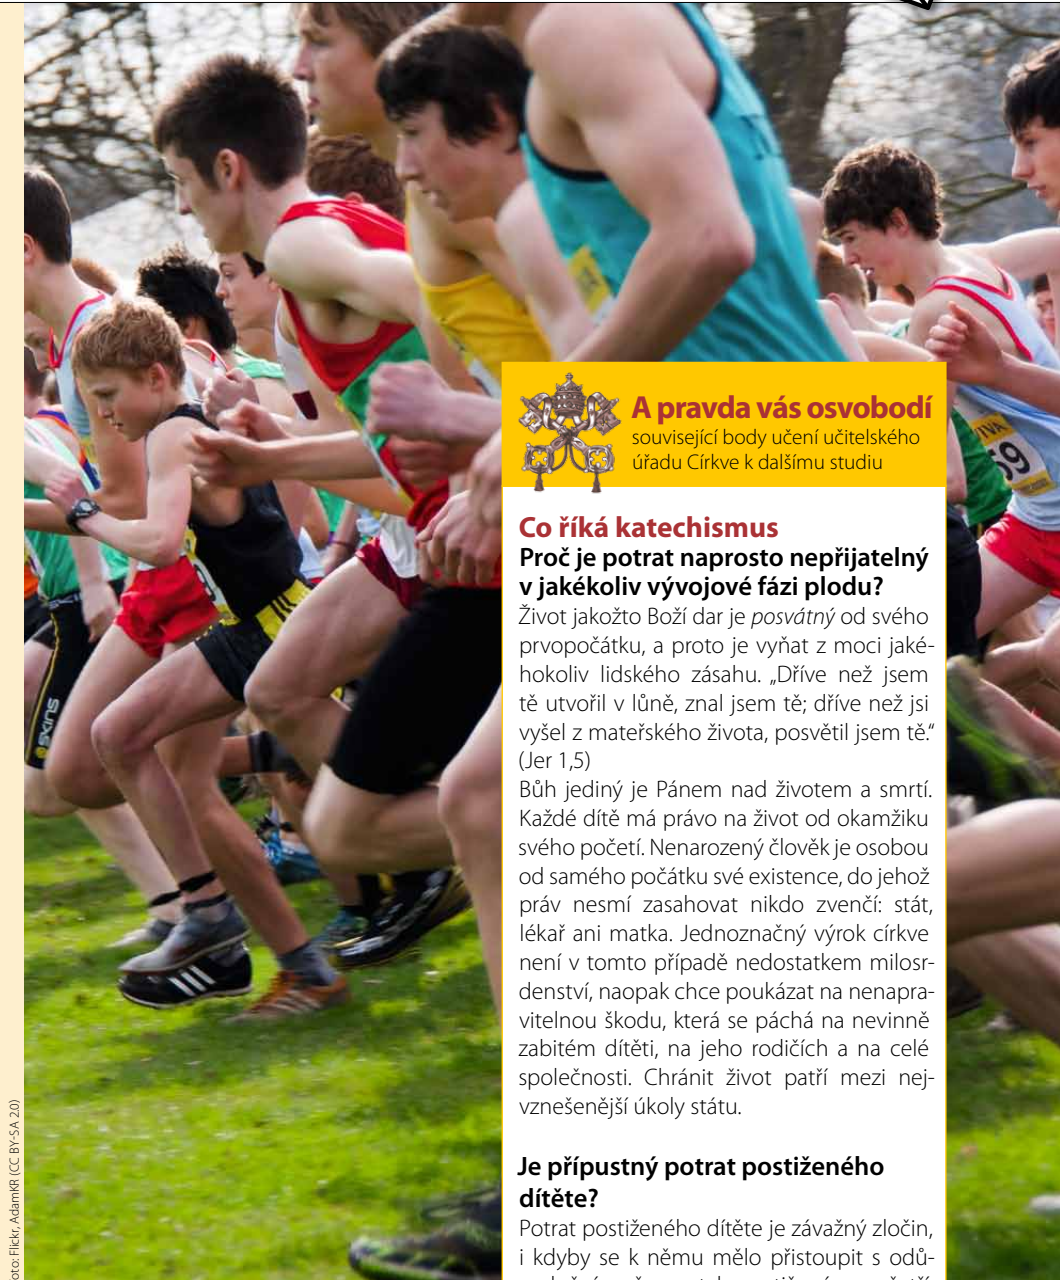 A pravda vás osvobodí
související body učení učitelského
úřadu Církve k dalšímu studiu
Co říká katechismus
Proč je potrat naprosto nepřijatelný
v jakékoliv vývojové fázi plodu?
Život jakožto Boží dar je posvátný od svého
prvopočátku, a proto je vyňat z moci jaké-
hokoliv lidského zásahu. „Dříve než jsem
tě utvořil v lůně, znal jsem tě; dříve než jsi
vyšel z mateřského života, posvětil jsem tě.“
(Jer 1,5)
Bůh jediný je Pánem nad životem a smrtí.
Každé dítě má právo na život od okamžiku
svého početí. Nenarozený člověk je osobou
od samého počátku své existence, do jehož
práv nesmí zasahovat nikdo zvenčí: stát,
lékař ani matka. Jednoznačný výrok církve
není v tomto případě nedostatkem milosr-
denství, naopak chce poukázat na nenapra-
vitelnou škodu, která se páchá na nevinně
zabitém dítěti, na jeho rodičích a na celé
společnosti. Chránit život patří mezi nej-
vznešenější úkoly státu.
Je přípustný potrat postiženého
dítěte?
Potrat postiženého dítěte je závažný zločin,
i kdyby se k němu mělo přistoupit s odů-
59
SKINS
oto: Flickr, AdamKR (CC BY-SA 2.0)